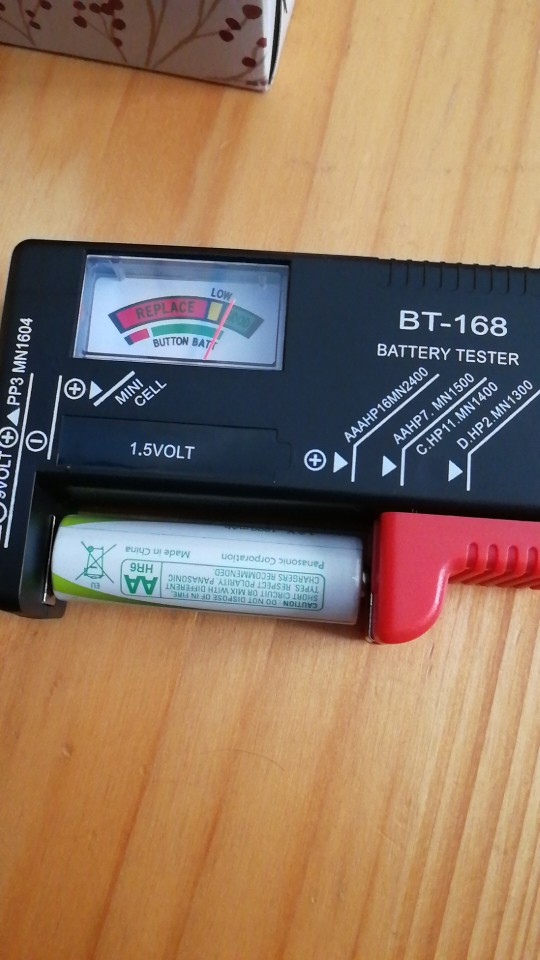 LOW
REPLACE
BUTTON BATT
BT-168
BATTERY TESTER
9VOLT PP3 MN1604
MINI
CELL
1.5VOLT
AAAHP16MN2400
AAHP7.MN1500
C.HP11.MN1400
D.HP2.MN1300
CAUTION: DO NOT DISPOSE OF IN FIRE,
SHORT CIRCUIT OR MIX WITH DIFFERENT
TYPES RESPECT POLARITY PANASONIC
CHARGERS RECOMMENDED
AA
HR6
EU
Panasonic Corporation
Made in China